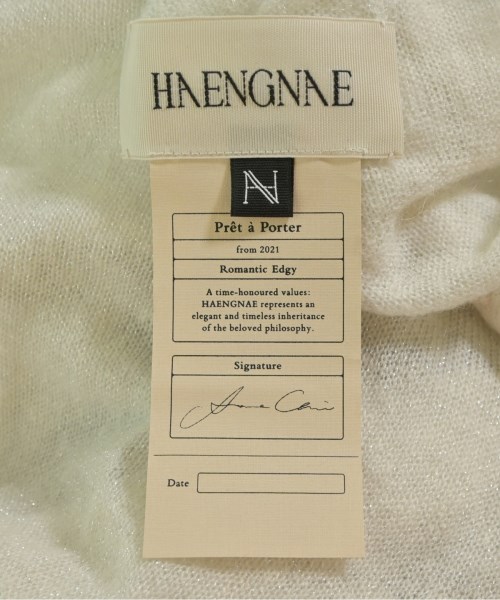 HAENGNAE
Prêt à Porter
from 2021
Romantic Edgy
A time-honoured values:
HAENGNAE represents an
elegant and timeless inheritance
of the beloved philosophy.
Signature
Date